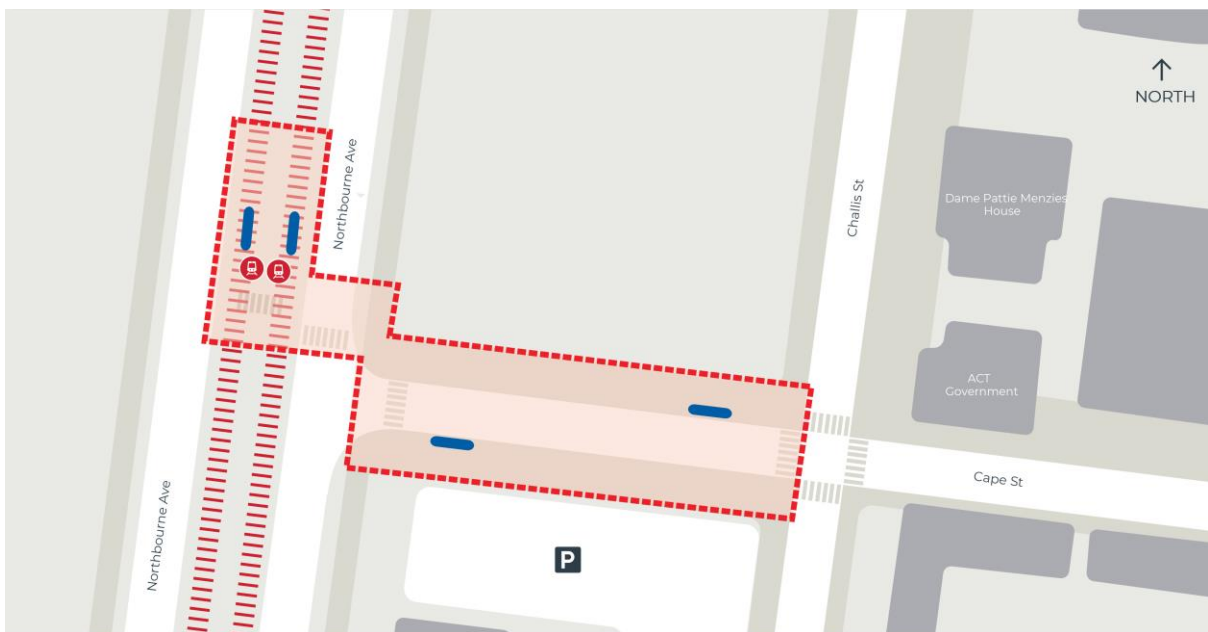 NORTH
Northbourne Ave
Challis St
Dame Pattie Menzies
House
ACT
Government
Cape St
Northbourne Ave
P